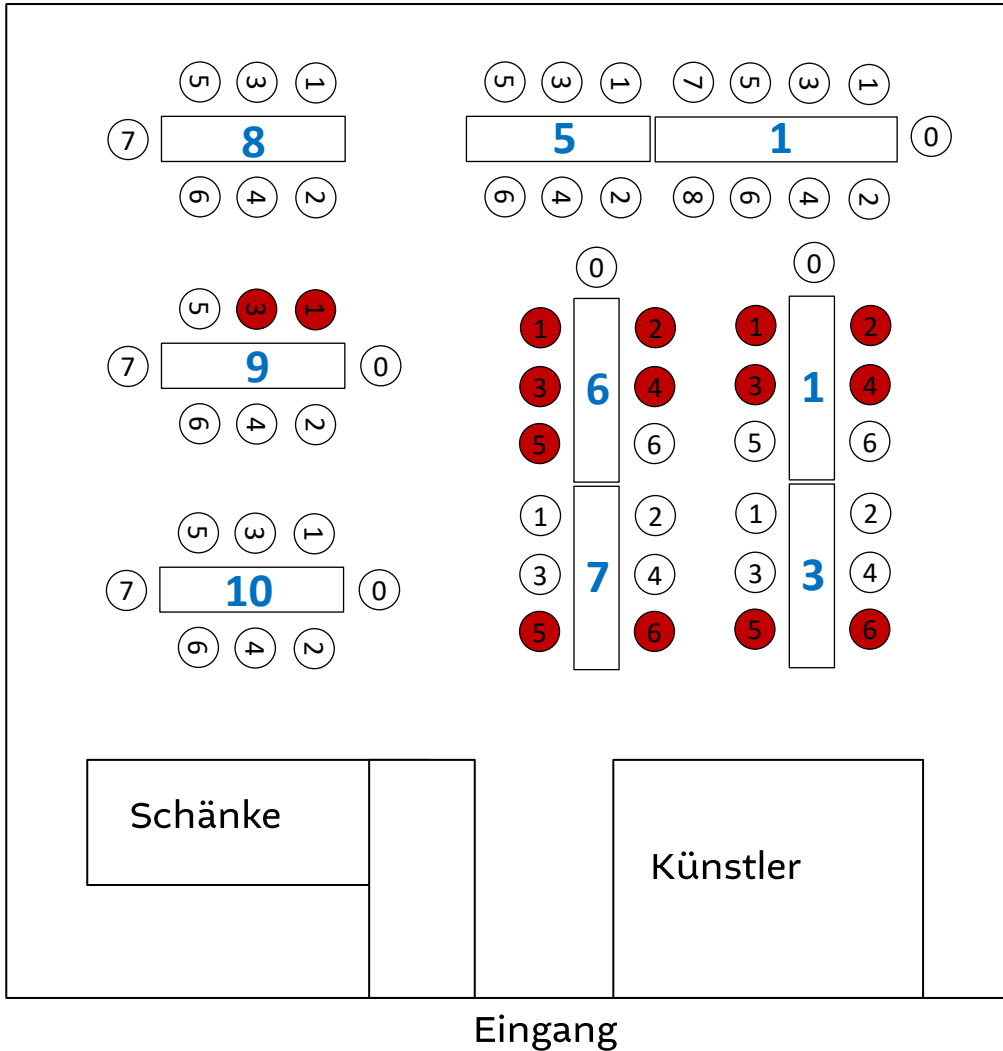 5 3 1 5 3 1 7 5 3 1
7 8 5 1 0
6 4 2 6 4 2 8 6 4 2
0 0
5 3 1 1 2 1 2
7 9 0 3 6 4 3 1 4
6 4 2 5 6 5 6
5 3 1 1 2 1 2
7 10 0 3 7 4 3 3 4
6 4 2 5 6 5 6
Schänke
Künstler
Eingang